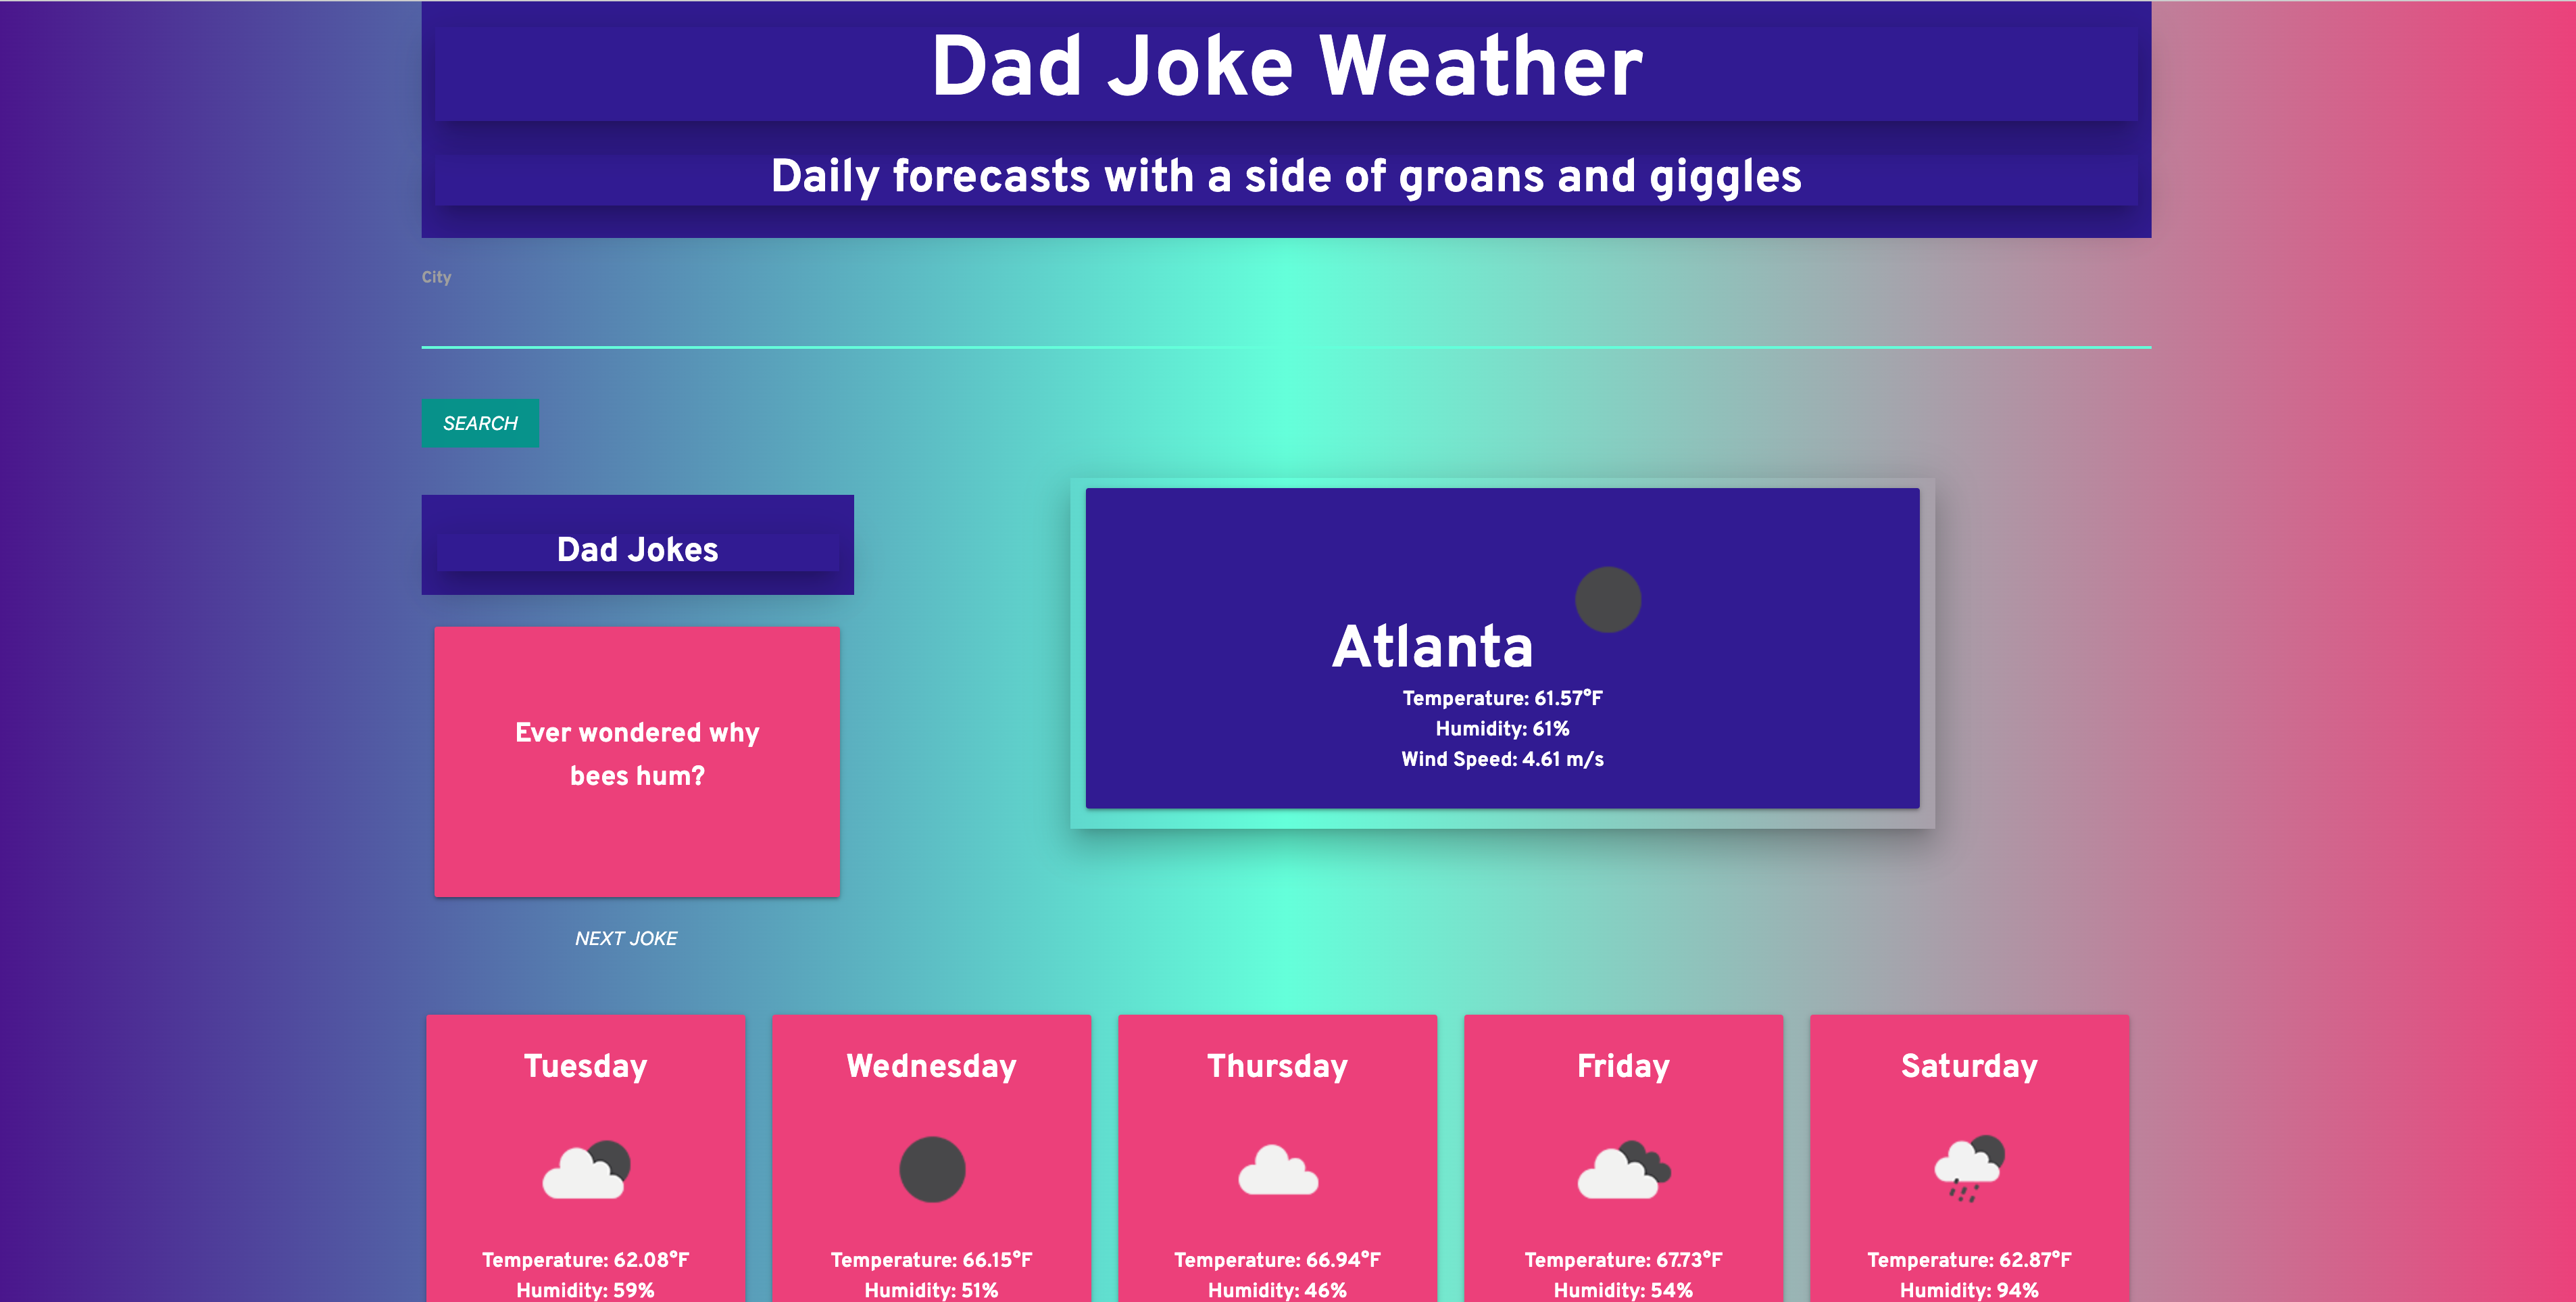 Dad Joke Weather
Daily forecasts with a side of groans and giggles
City
SEARCH
Dad Jokes
Ever wondered why
bees hum?
NEXT JOKE
Atlanta
Temperature: 61.57°F
Humidity: 61%
Wind Speed: 4.61 m/s
Tuesday
Temperature: 62.08°F
Humidity: 59%
Wednesday
Temperature: 66.15°F
Humidity: 51%
Thursday
Temperature: 66.94°F
Humidity: 46%
Friday
Temperature: 67.73°F
Humidity: 54%
Saturday
Temperature: 62.87°F
Humidity: 94%